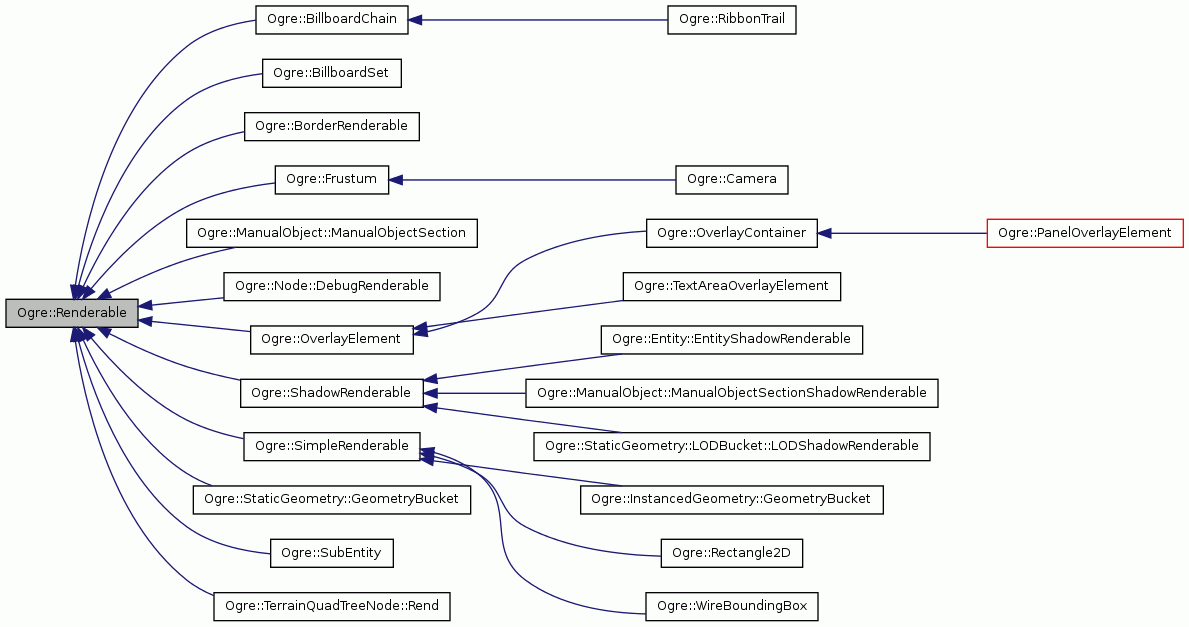 Ogre::BillboardChain
Ogre::RibbonTrail
Ogre::BillboardSet
Ogre::BorderRenderable
Ogre::Frustum
Ogre::Camera
Ogre::ManualObject::ManualObjectSection
Ogre::OverlayContainer
Ogre::PanelOverlayElement
Ogre::Node::DebugRenderable
Ogre::TextAreaOverlayElement
Ogre::Renderable
Ogre::OverlayElement
Ogre::Entity::EntityShadowRenderable
Ogre::ShadowRenderable
Ogre::ManualObject::ManualObjectSectionShadowRenderable
Ogre::SimpleRenderable
Ogre::StaticGeometry::LODBucket::LODShadowRenderable
Ogre::StaticGeometry::GeometryBucket
Ogre::InstancedGeometry::GeometryBucket
Ogre::SubEntity
Ogre::Rectangle2D
Ogre::TerrainQuadTreeNode::Rend
Ogre::WireBoundingBox